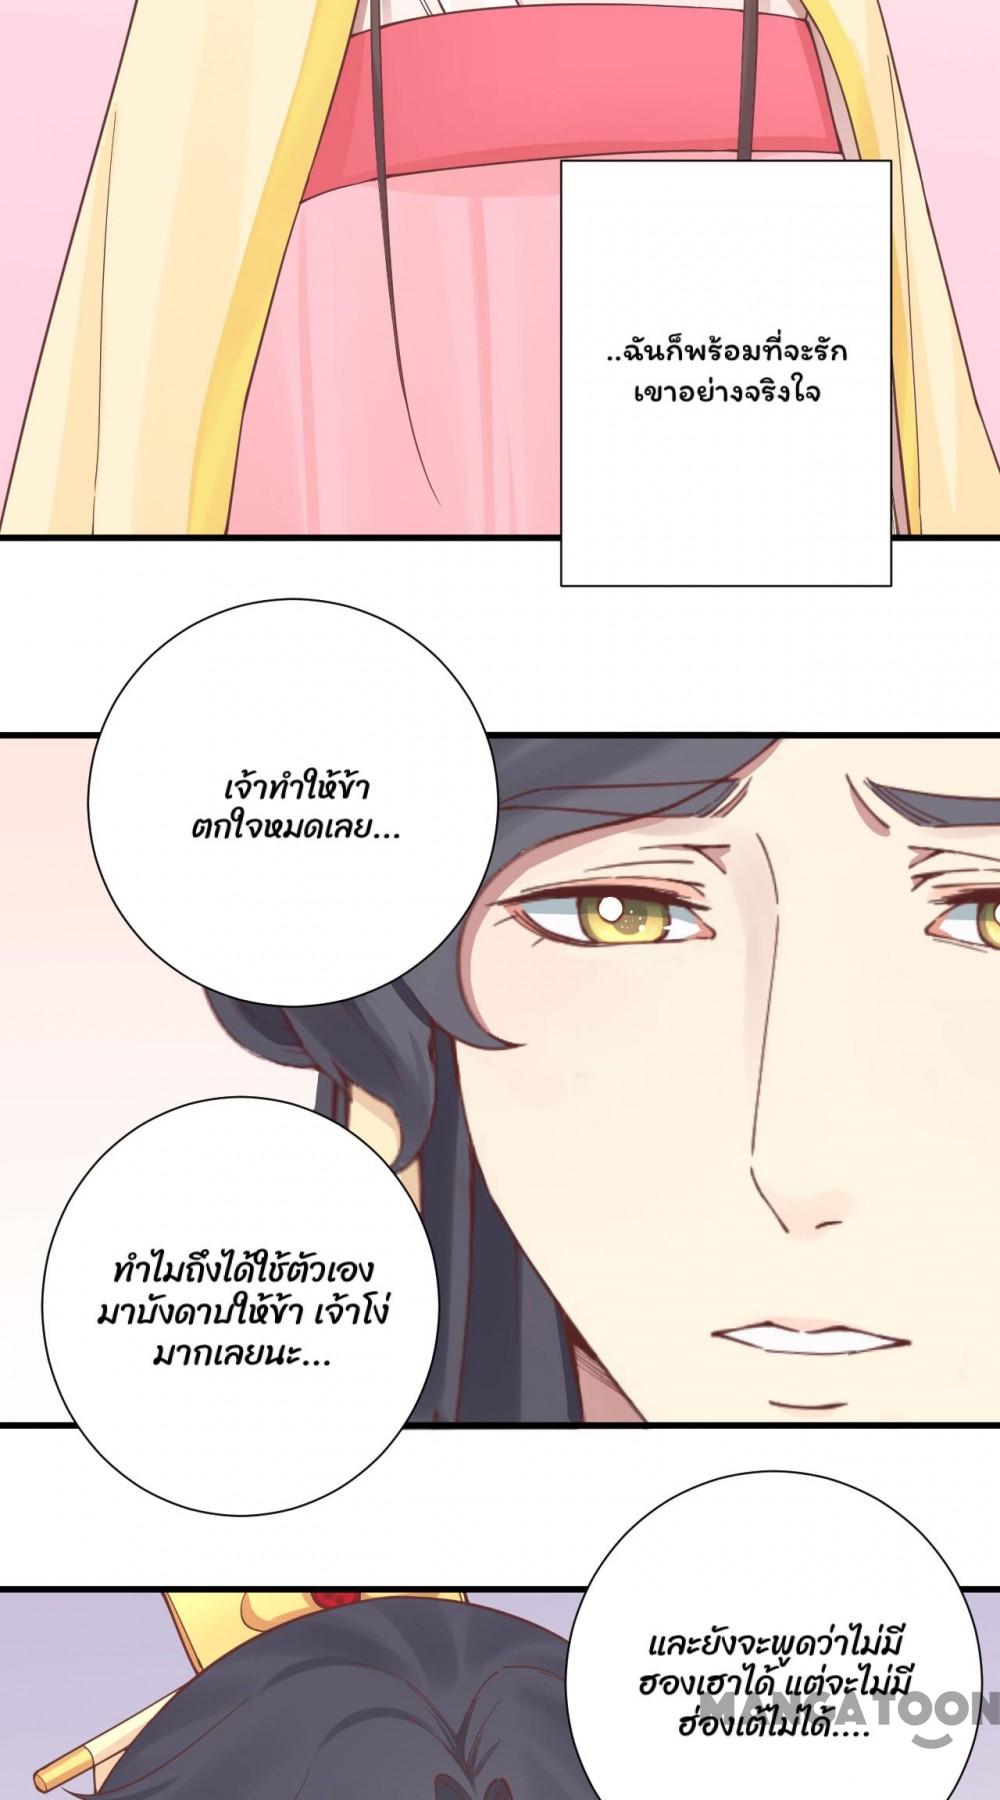 ..ฉันก็พร้อมที่จะรัก
เขาอย่างจริงใจ
เจ้าทำให้ข้า
ตกใจหมดเลย...
ทำไมถึงได้ใช้ตัวเอง
มาบังดาบให้ข้า เจ้าโง่
มากเลยนะ...
และยังจะพูดว่าไม่มี
ฮองเฮาได้ แต่จะไม่มี
ฮ่องเต้ไม่ได้....
MANGATOON